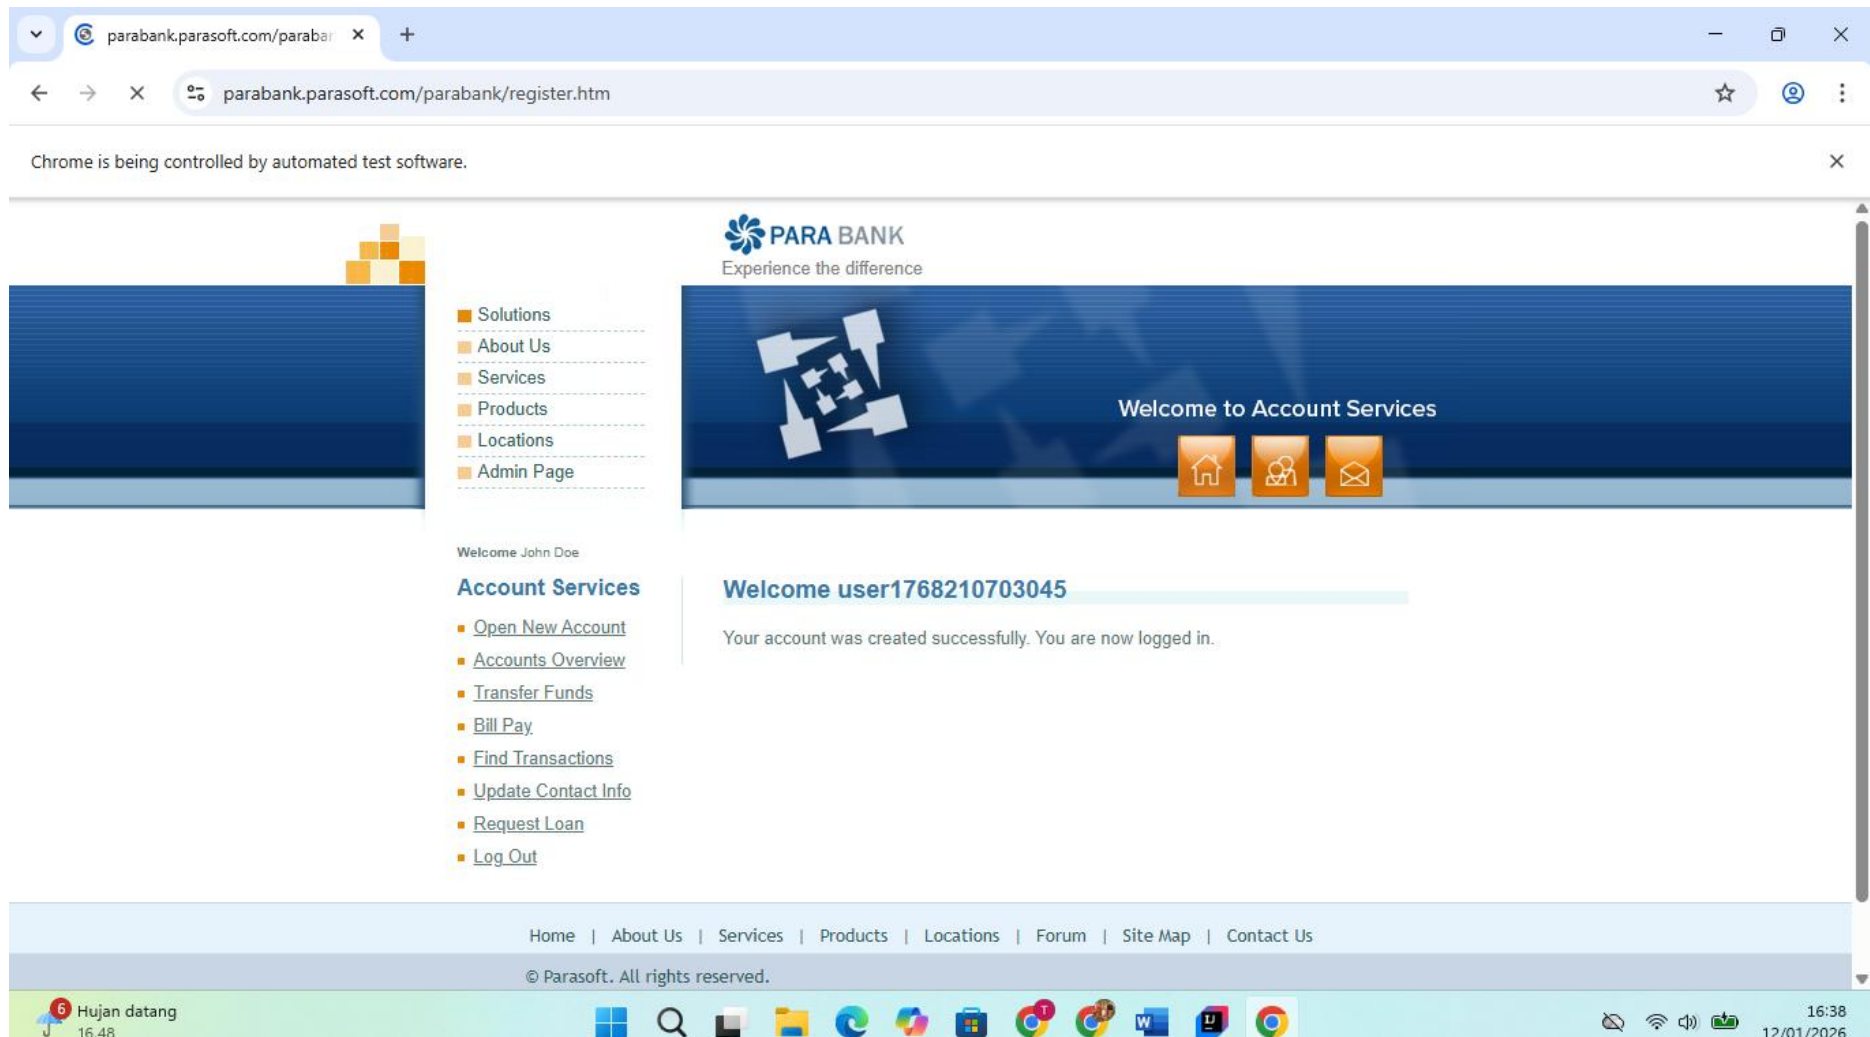 parabank.parasoft.com/parabar
parabank.parasoft.com/parabank/register.htm
Chrome is being controlled by automated test software.
PARA BANK
Experience the difference
Solutions
About Us
Services
Products
Locations
Admin Page
Welcome to Account Services
Welcome John Doe
Account Services
Open New Account
Accounts Overview
Transfer Funds
Bill Pay
Find Transactions
Update Contact Info
Request Loan
Log Out
Welcome user1768210703045
Your account was created successfully. You are now logged in.
Home | About Us | Services | Products | Locations | Forum | Site Map | Contact Us
© Parasoft. All rights reserved.
6
Hujan datang
16.48
T
W
IJ
16:38
12/01/2026